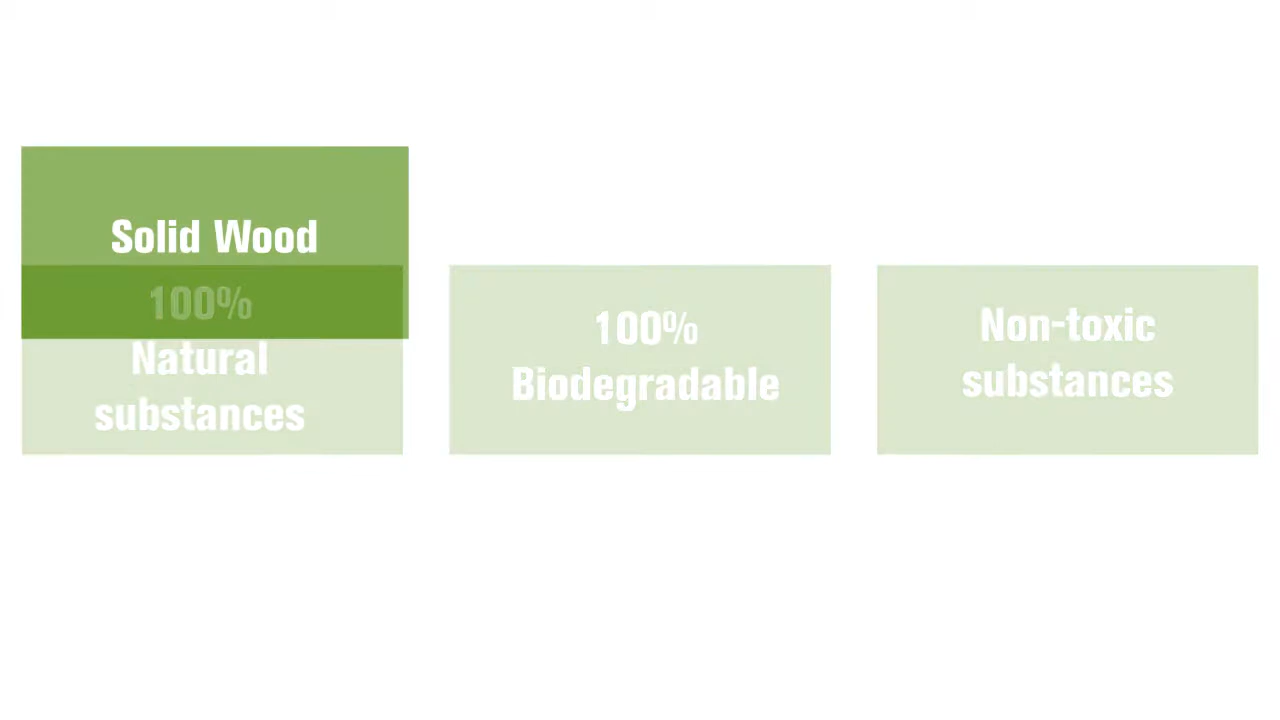 Solid Wood
100%
Natural
substances
100%
Biodegradable
Non-toxic
substances